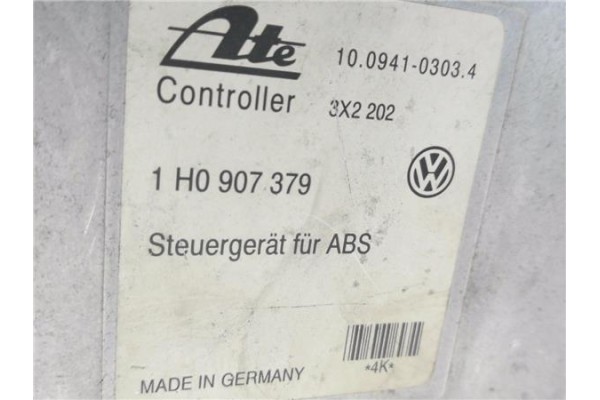 Ate
10.0941-0303.4
Controller
3X2 202
1 H0 907 379
VW
Steuergerät für ABS
*4K*
MADE IN GERMANY